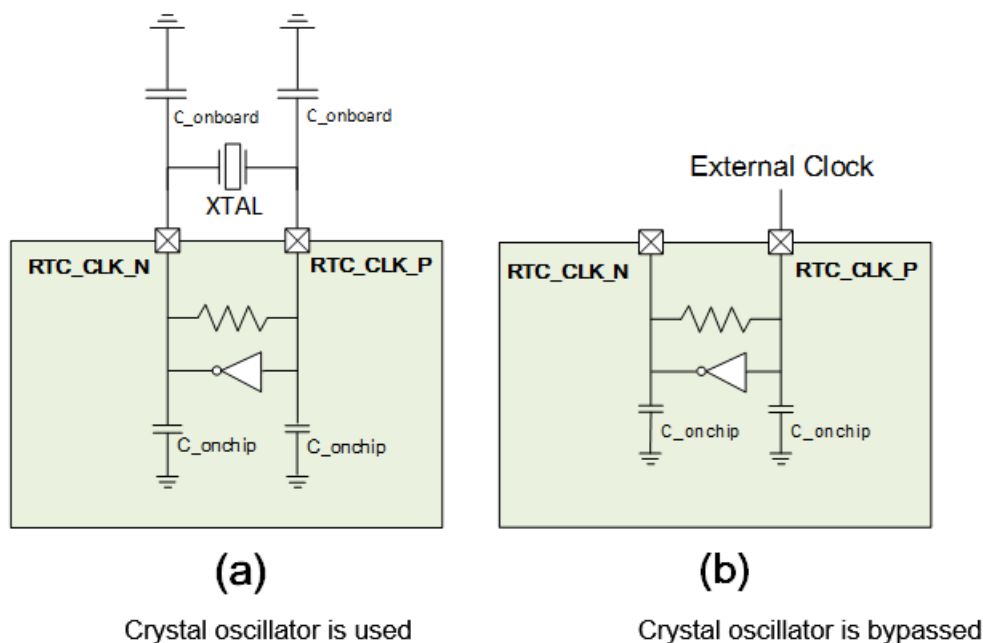 C_onboard
C_onboard
XTAL
External Clock
RTC_CLK_N
RTC_CLK_P
RTC_CLK_N
RTC_CLK_P
C_onchip
C_onchip
C_onchip
C_onchip
(a)
(b)
Crystal oscillator is used
Crystal oscillator is bypassed